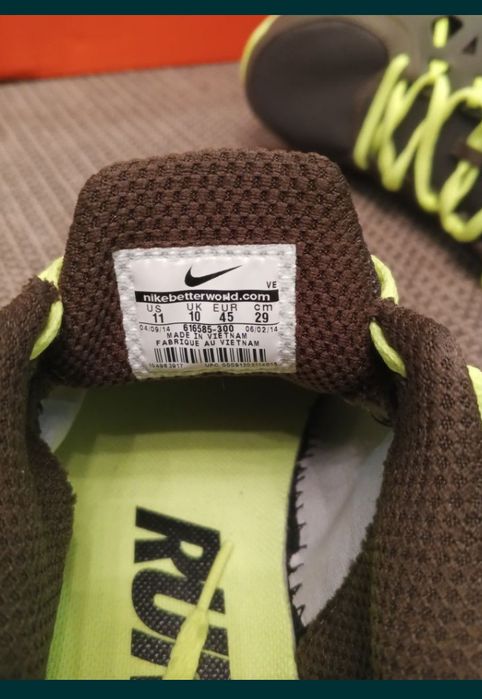 VE
nikebetterworld.com
US UK EUR cm
11 10 45 29
04/09/14 616585-300 06/02/14
MADE IN VIETNAM
FABRIQUE AU VIETNAM
RUN